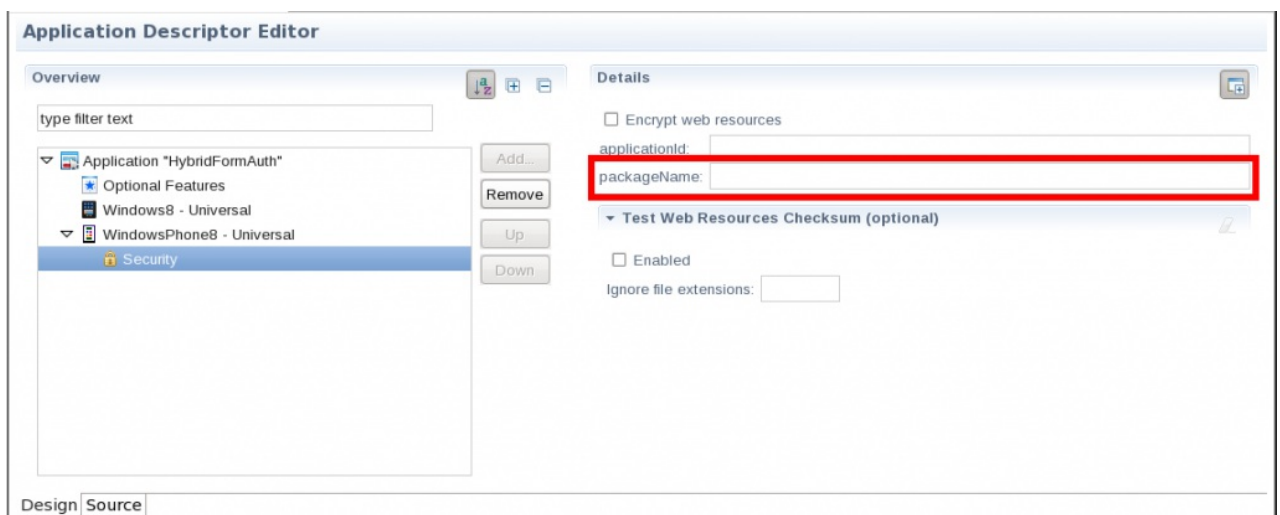 Application Descriptor Editor
Overview
type filter text
Application "HybridFormAuth"
Optional Features
Windows8 - Universal
WindowsPhone8 - Universal
Security
Add...
Remove
Up
Down
Details
Encrypt web resources
applicationId:
packageName:
Test Web Resources Checksum (optional)
Enabled
Ignore file extensions:
Design Source